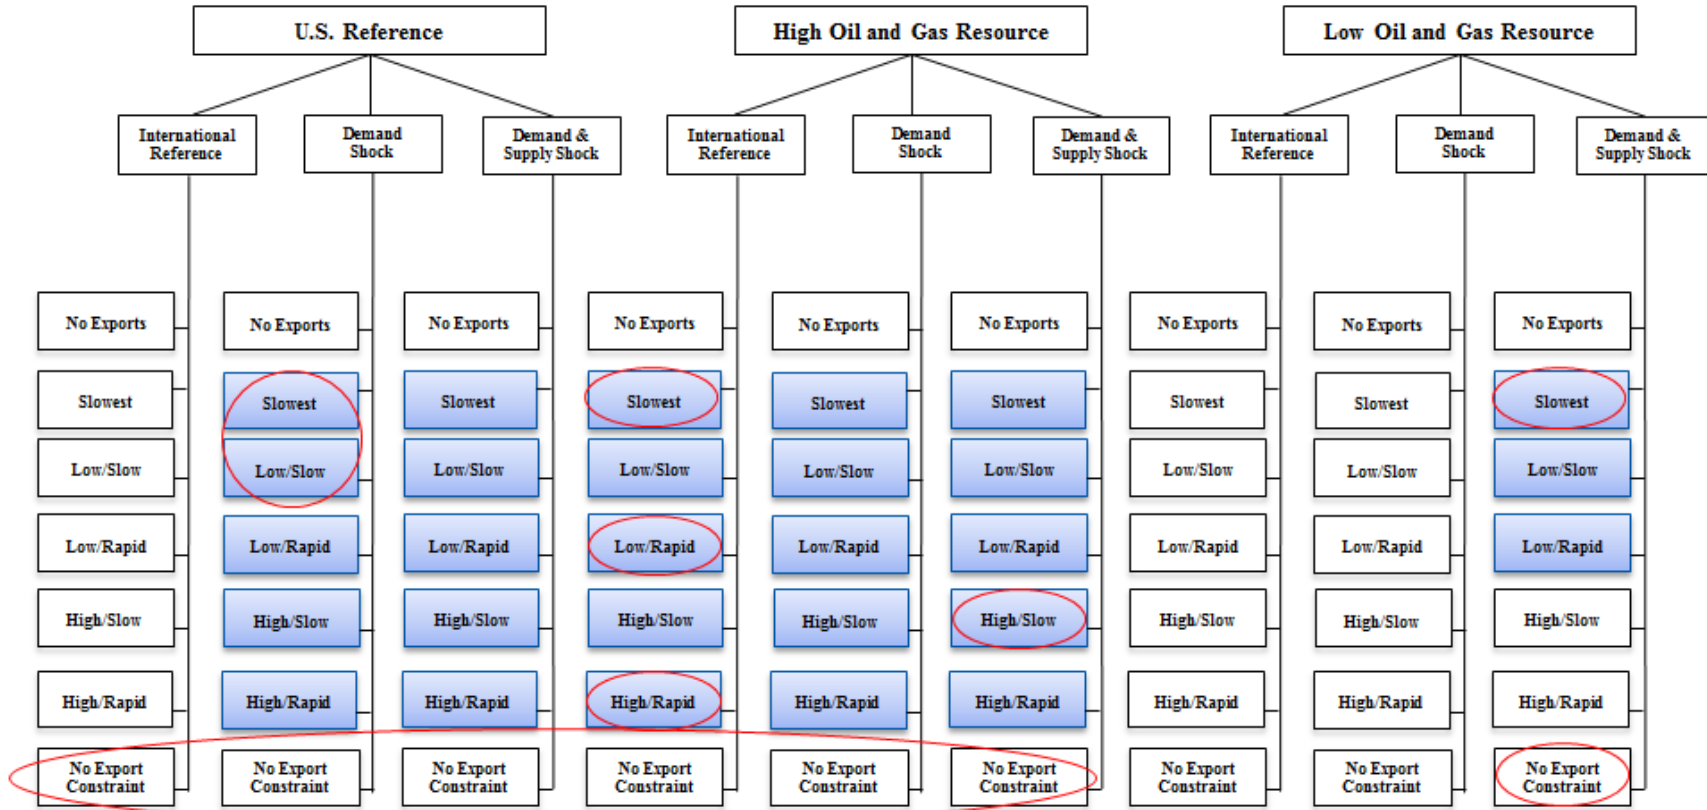 U.S. Reference
High Oil and Gas Resource
Low Oil and Gas Resource
International
Reference
Demand
Shock
Demand &
Supply Shock
International
Reference
Demand
Shock
Demand &
Supply Shock
International
Reference
Demand
Shock
Demand &
Supply Shock
No Exports
No Exports
No Exports
No Exports
No Exports
No Exports
No Exports
No Exports
No Exports
Slowest
Slowest
Slowest
Slowest
Slowest
Slowest
Slowest
Slowest
Slowest
Low/Slow
Low/Slow
Low/Slow
Low/Slow
Low/Slow
Low/Slow
Low/Slow
Low/Slow
Low/Slow
Low/Rapid
Low/Rapid
Low/Rapid
Low/Rapid
Low/Rapid
Low/Rapid
Low/Rapid
Low/Rapid
Low/Rapid
High/Slow
High/Slow
High/Slow
High/Slow
High/Slow
High/Slow
High/Slow
High/Slow
High/Slow
High/Rapid
High/Rapid
High/Rapid
High/Rapid
High/Rapid
High/Rapid
High/Rapid
High/Rapid
High/Rapid
No Export
Constraint
No Export
Constraint
No Export
Constraint
No Export
Constraint
No Export
Constraint
No Export
Constraint
No Export
Constraint
No Export
Constraint
No Export
Constraint